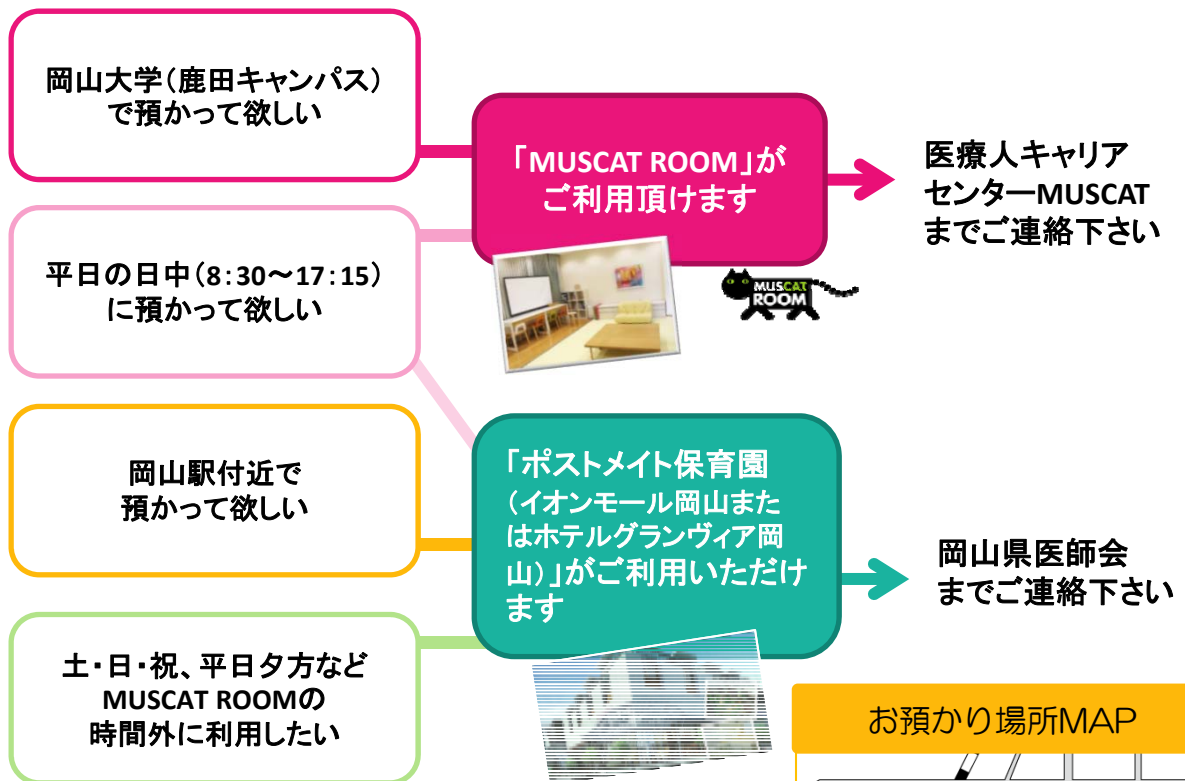 岡山大学(鹿田キャンパス)
で預かって欲しい
平日の日中(8:30～17:15)
に預かって欲しい
岡山駅付近で
預かって欲しい
土・日・祝、平日夕方など
MUSCAT ROOMの
時間外に利用したい
「MUSCAT ROOM」が
ご利用頂けます
MUSCAT
ROOM
「ポストメイト保育園
(イオンモール岡山また
はホテルグランヴィア岡
山)」がご利用いただけ
ます
医療人キャリア
センターMUSCAT
までご連絡下さい
岡山県医師会
までご連絡下さい
お預かり場所MAP